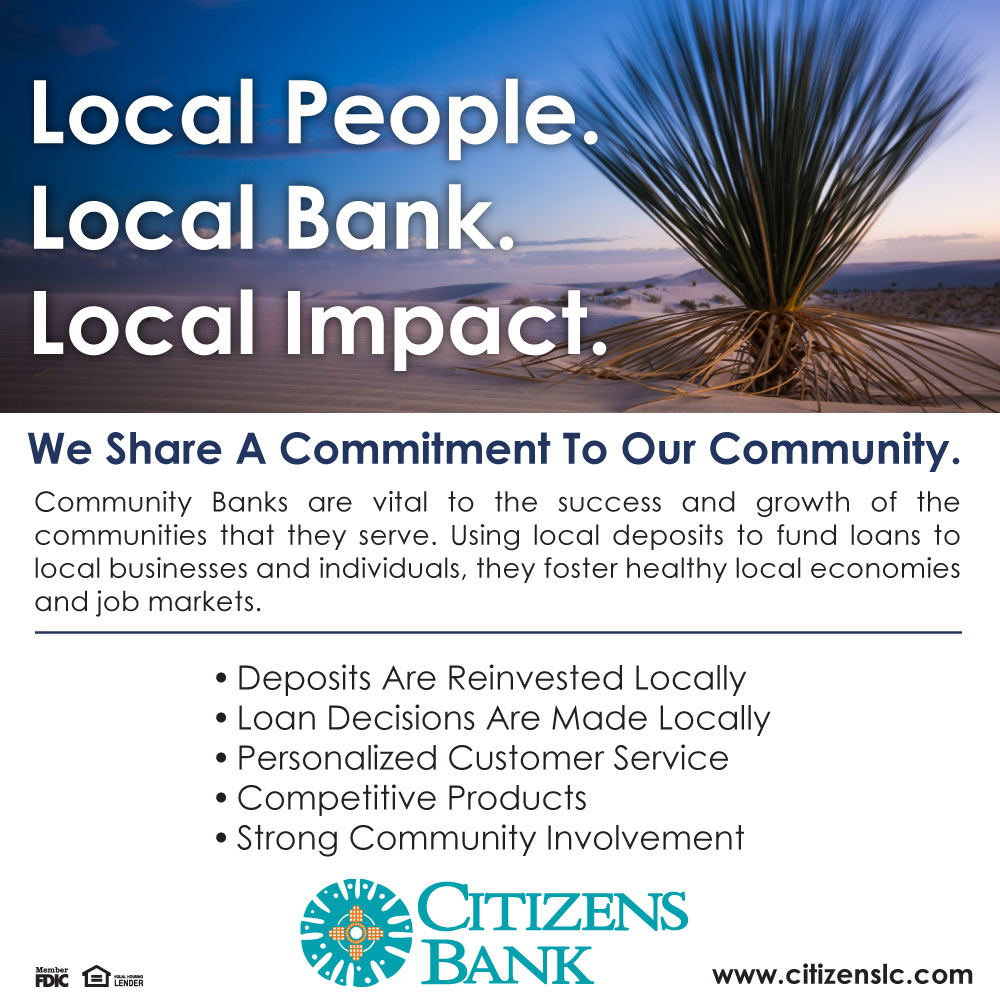 Local People.
Local Bank.
Local Impact.
We Share A Commitment To Our Community.
Community Banks are vital to the success and growth of the
communities that they serve. Using local deposits to fund loans to
local businesses and individuals, they foster healthy local economies
and job markets.
• Deposits Are Reinvested Locally
• Loan Decisions Are Made Locally
• Personalized Customer Service
• Competitive Products
• Strong Community Involvement
CITIZENS
BANK
Member
FDIC
EQUAL HOUSING
LENDER
www.citizenslc.com